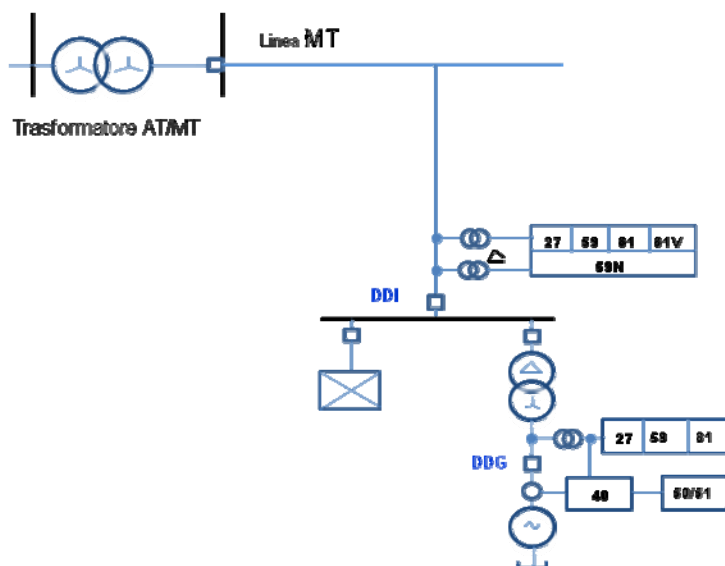 Linea MT
Trasformatore AT/MT
27 59 81 81V
59N
DDI
27 59 81
DDG
40 50/51